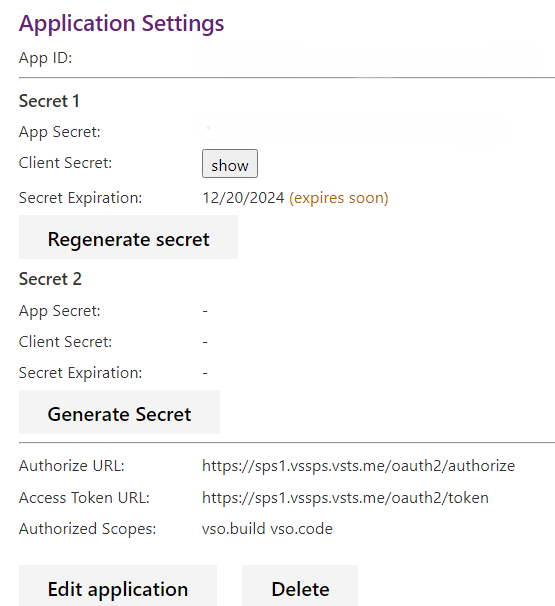 Application Settings
App ID:
Secret 1
App Secret:
Client Secret: show
Secret Expiration: 12/20/2024 (expires soon)
Regenerate secret
Secret 2
App Secret: -
Client Secret: -
Secret Expiration: -
Generate Secret
Authorize URL: https://sps1.vssps.vsts.me/oauth2/authorize
Access Token URL: https://sps1.vssps.vsts.me/oauth2/token
Authorized Scopes: vso.build vso.code
Edit application Delete